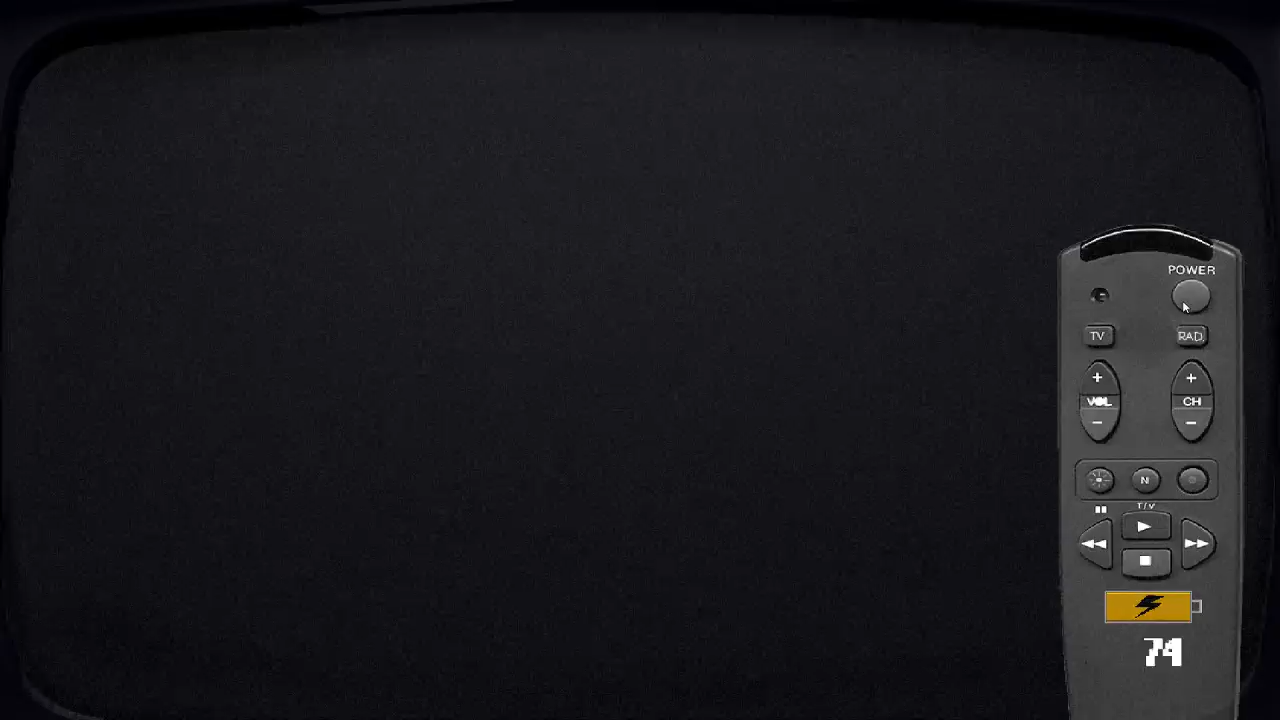 POWER
TV RAD.
+ +
VOL CH
- -
N
T/V
74